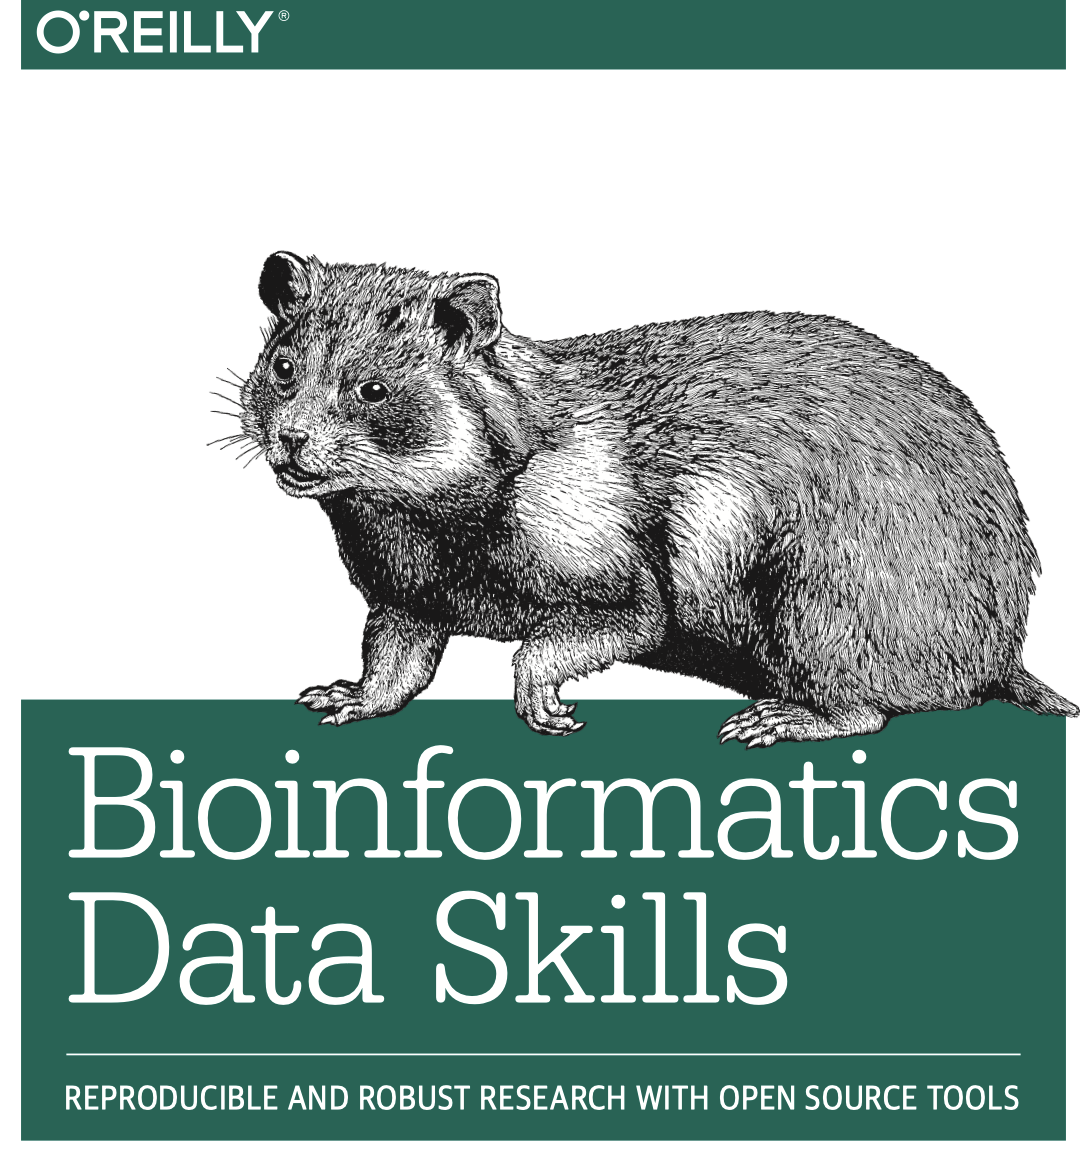 O'REILLY®
Bioinformatics
Data Skills
REPRODUCIBLE AND ROBUST RESEARCH WITH OPEN SOURCE TOOLS